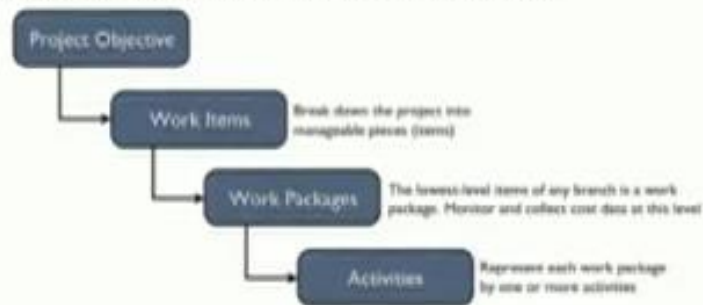 Project Objective
Work Items
Break down the project into
manageable pieces (items)
Work Packages
The lowest-level items of any branch is a work
package. Monitor and collect cost data at this level
Activities
Represent each work package
by one or more activities